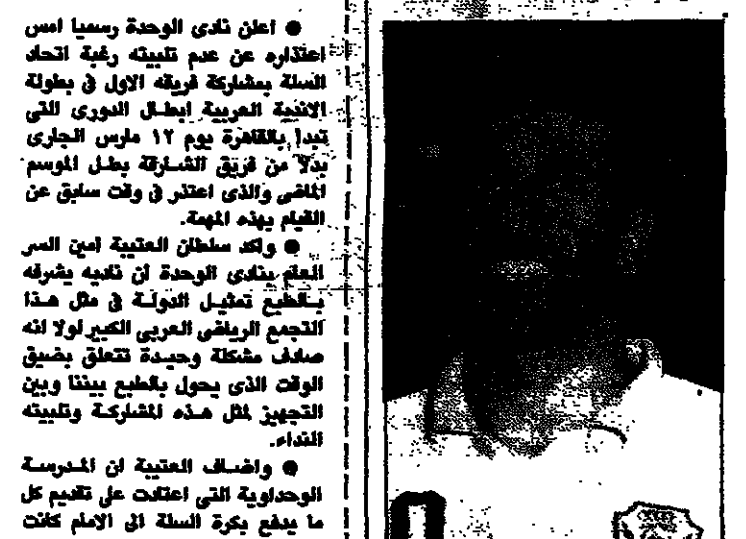 ● اعلن نادى الوحدة رسميا امس
اعتذاره عن عدم تلبيته رغبة اتحاد
السلة بمشاركة فريقه الاول في بطولة
الاندية العربية ابطال الدورى التى
تبدأ بالقاهرة يوم ١٢ مارس الجارى
بدلا من فريق الشارقة بطل الموسم
الماضى والذى اعتذر في وقت سابق عن
القيام بهذه المهمة.
● واكد سلطان العتيبة امين السر
العام بنادى الوحدة ان ناديه يشرفه
بالطبع تمثيل الدولة في مثل هذا
التجمع الرياضى العربى الكبير لولا انه
صادف مشكلة وحيدة تتعلق بضيق
الوقت الذى يحول بالطبع بيننا وبين
التجهيز لمثل هذه المشاركة وتلبيته
النداء.
● واضاف العتيبة ان المدرسة
الوحداوية التى اعتادت على تقديم كل
ما يدفع بكرة السلة الى الامام كانت